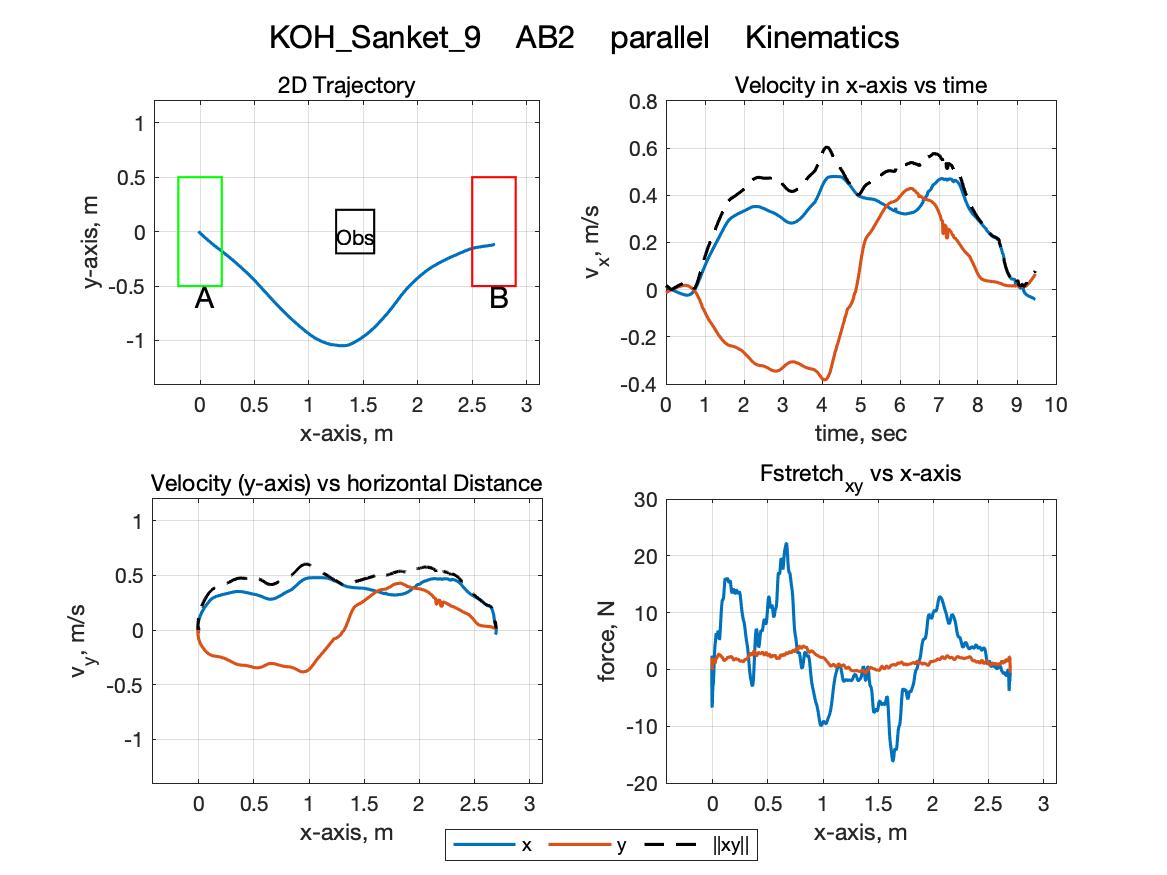 KOH_Sanket_9 AB2 parallel Kinematics
2D Trajectory
y-axis, m
1
0.5
0
-0.5
-1
Obs
A
B
0 0.5 1 1.5 2 2.5 3
x-axis, m
Velocity in x-axis vs time
v_x, m/s
0.8
0.6
0.4
0.2
0
-0.2
-0.4
0 1 2 3 4 5 6 7 8 9 10
time, sec
Velocity (y-axis) vs horizontal Distance
v_y, m/s
1
0.5
0
-0.5
-1
0 0.5 1 1.5 2 2.5 3
x-axis, m
Fstretch_xy vs x-axis
force, N
30
20
10
0
-10
-20
0 0.5 1 1.5 2 2.5 3
x-axis, m
x y ||xy||